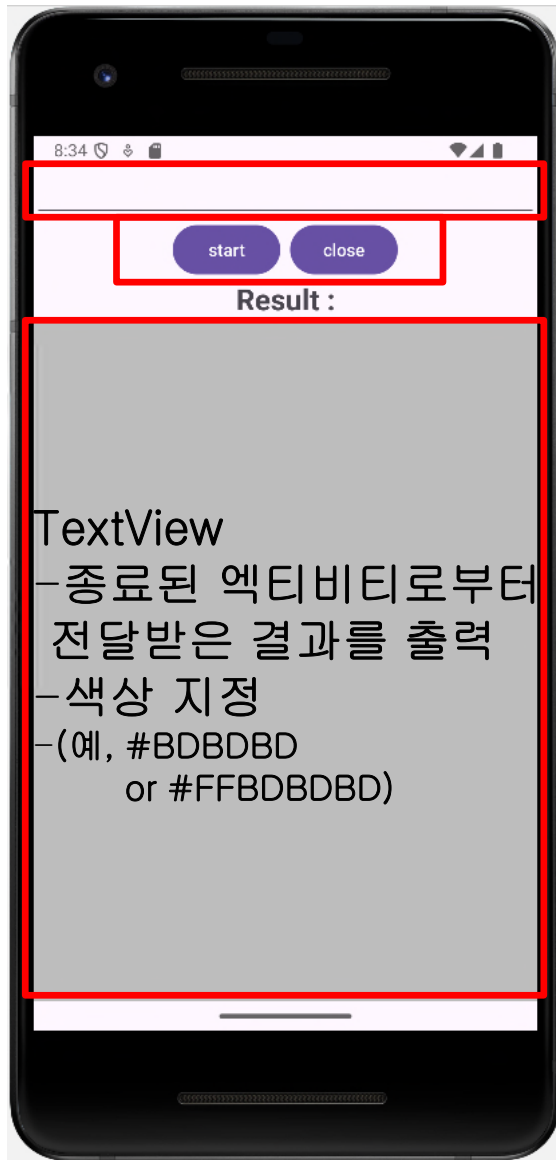 8:34
start close
Result :
TextView
-종료된 엑티비티로부터
전달받은 결과를 출력
-색상 지정
-(예, #BDBDBD
or #FFBDBDBD)